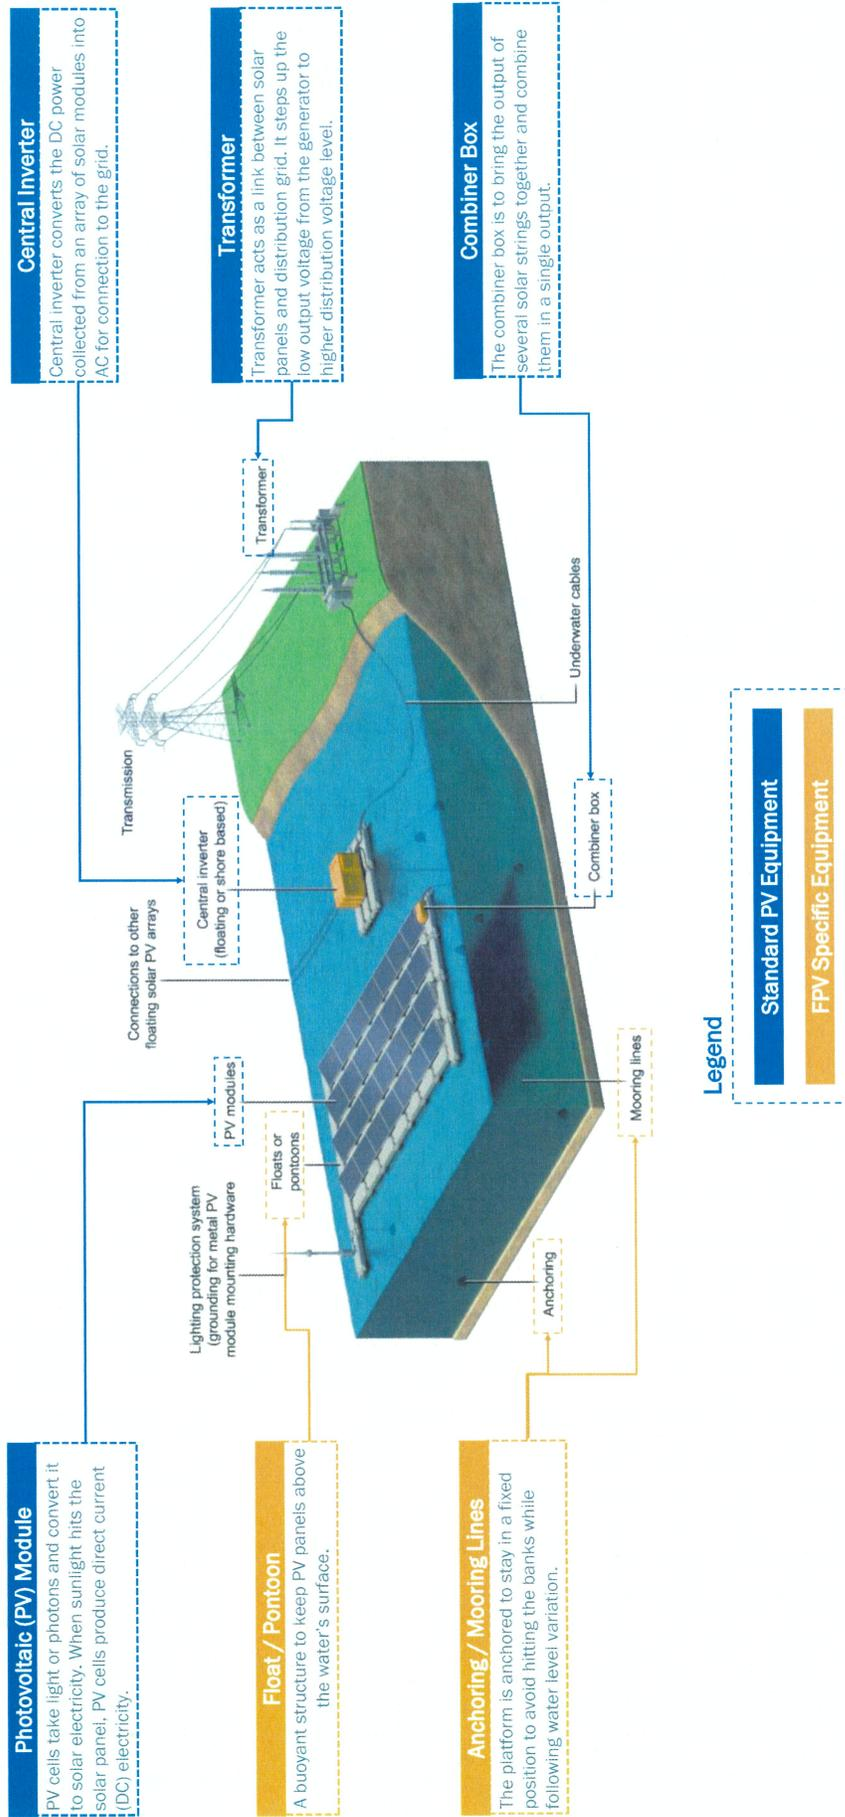 Photovoltaic (PV) Module
PV cells take light or photons and convert it
to solar electricity. When sunlight hits the
solar panel, PV cells produce direct current
(DC) electricity.
Float / Pontoon
A buoyant structure to keep PV panels above
the water's surface.
Anchoring / Mooring Lines
The platform is anchored to stay in a fixed
position to avoid hitting the banks while
following water level variation.
Lighting protection system
(grounding for metal PV
module mounting hardware
Floats or
pontoons
PV modules
Connections to other
floating solar PV arrays
Central inverter
(floating or shore based)
Transmission
Transformer
Anchoring
Mooring lines
Combiner box
Underwater cables
Central Inverter
Central inverter converts the DC power
collected from an array of solar modules into
AC for connection to the grid.
Transformer
Transformer acts as a link between solar
panels and distribution grid. It steps up the
low output voltage from the generator to
higher distribution voltage level.
Combiner Box
The combiner box is to bring the output of
several solar strings together and combine
them in a single output.
Legend
Standard PV Equipment
FPV Specific Equipment